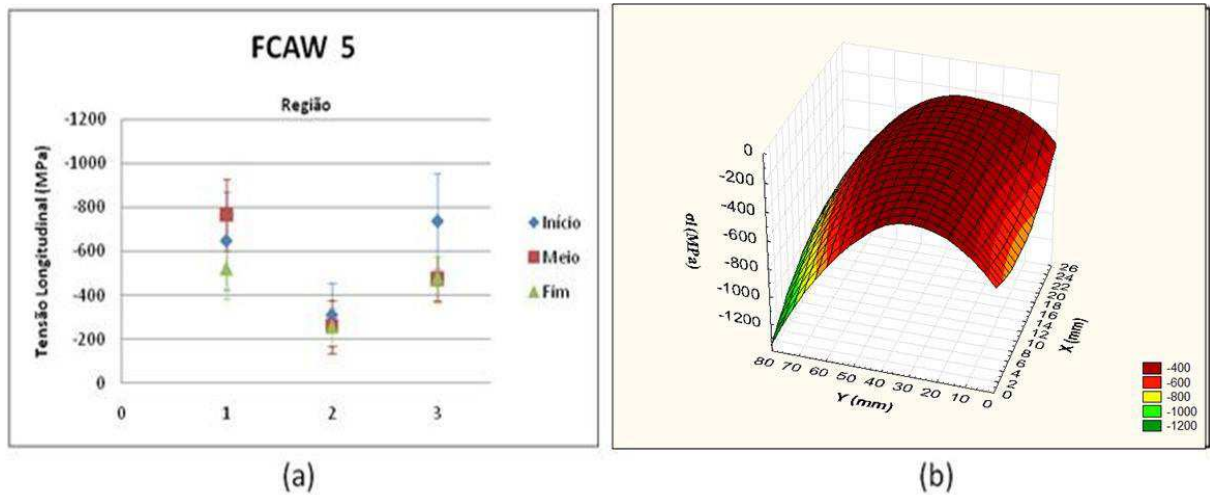 FCAW 5
Região
Tensão Longitudinal (MPa)
-1200
-1000
-800
-600
-400
-200
0
0 1 2 3
Início
Meio
Fim
(a)
σl (MPa)
0
-200
-400
-600
-800
-1000
-1200
80 70 60 50 40 30 20 10 0
Y (mm)
26
24
22
20
18
16
14
12
10
8
6
4
2
0
X (mm)
-400
-600
-800
-1000
-1200
(b)